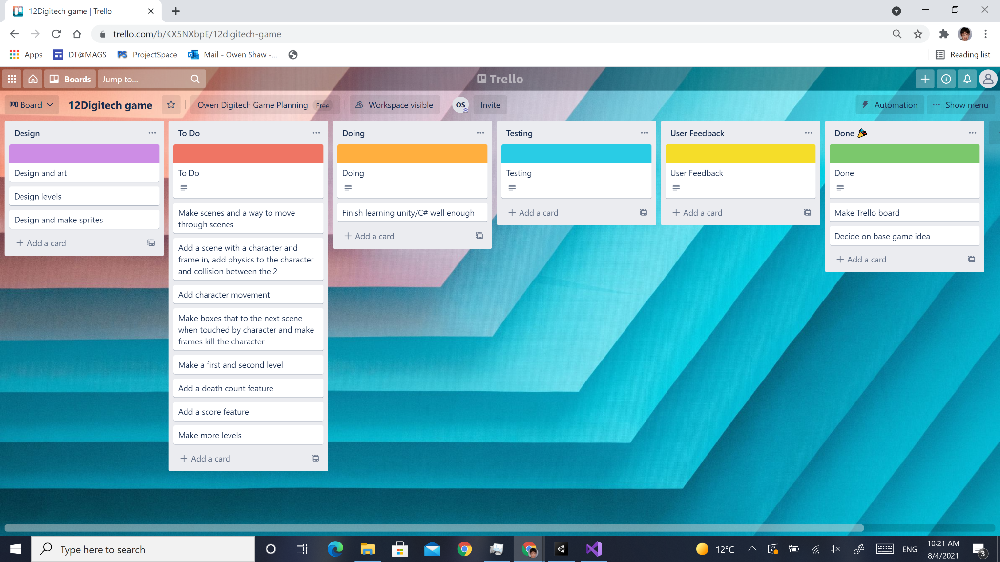 12Digitech game | Trello
trello.com/b/KX5NXbpE/12digitech-game
Apps
DT@MAGS
PS ProjectSpace
Mail - Owen Shaw -...
Reading list
Boards
Jump to...
Trello
Board
12Digitech game
Owen Digitech Game Planning Free
Workspace visible
OS
Invite
Automation
Show menu
Design
Design and art
Design levels
Design and make sprites
Add a card
To Do
To Do
Make scenes and a way to move
through scenes
Add a scene with a character and
frame in, add physics to the character
and collision between the 2
Add character movement
Make boxes that to the next scene
when touched by character and make
frames kill the character
Make a first and second level
Add a death count feature
Add a score feature
Make more levels
Add a card
Doing
Doing
Finish learning unity/C# well enough
Add a card
Testing
Testing
Add a card
User Feedback
User Feedback
Add a card
Done
Done
Make Trello board
Decide on base game idea
Add a card
Type here to search
12°C
ENG
10:21 AM
8/4/2021
3